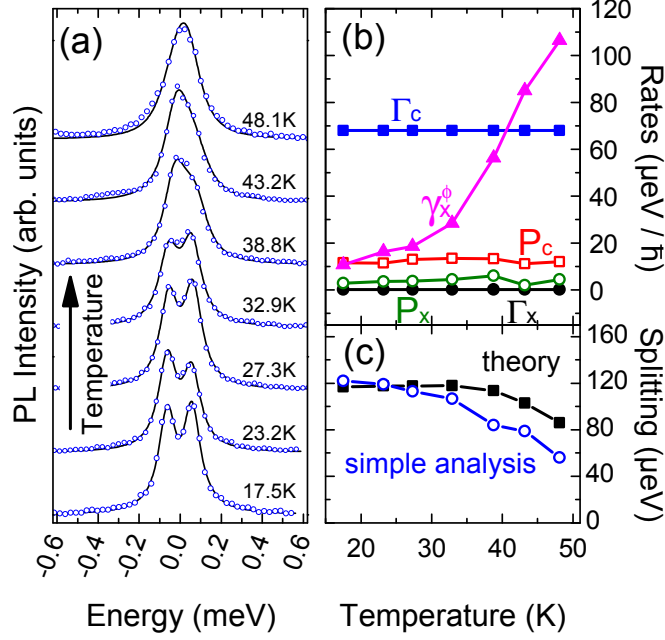 (a)
48.1K
43.2K
38.8K
32.9K
27.3K
23.2K
17.5K
Temperature
PL Intensity (arb. units)
-0.6 -0.4 -0.2 0.0 0.2 0.4 0.6
Energy (meV)
(b)
Γc
γxϕ
Pc
Px
Γx
120
100
80
60
40
20
0
Rates (μeV / ħ)
(c)
theory
simple analysis
160
120
80
40
0
Splitting (μeV)
20 30 40 50
Temperature (K)